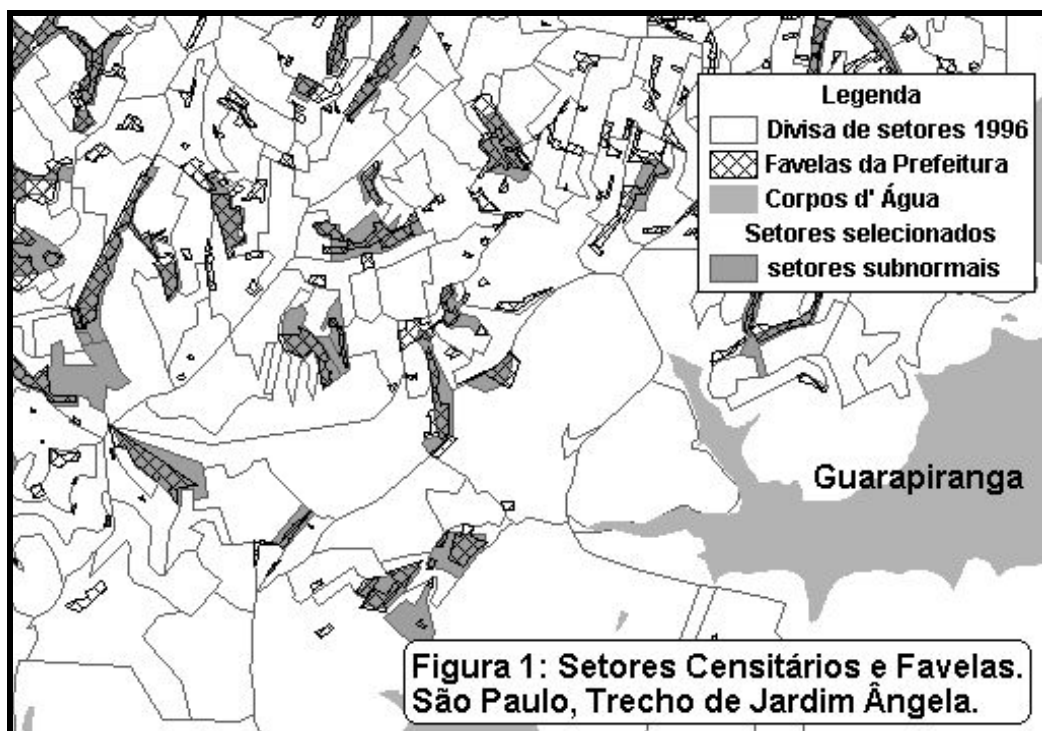 Legenda
Divisa de setores 1996
Favelas da Prefeitura
Corpos d' Água
Setores selecionados
setores subnormais
Guarapiranga
Figura 1: Setores Censitários e Favelas.
São Paulo, Trecho de Jardim Ângela.